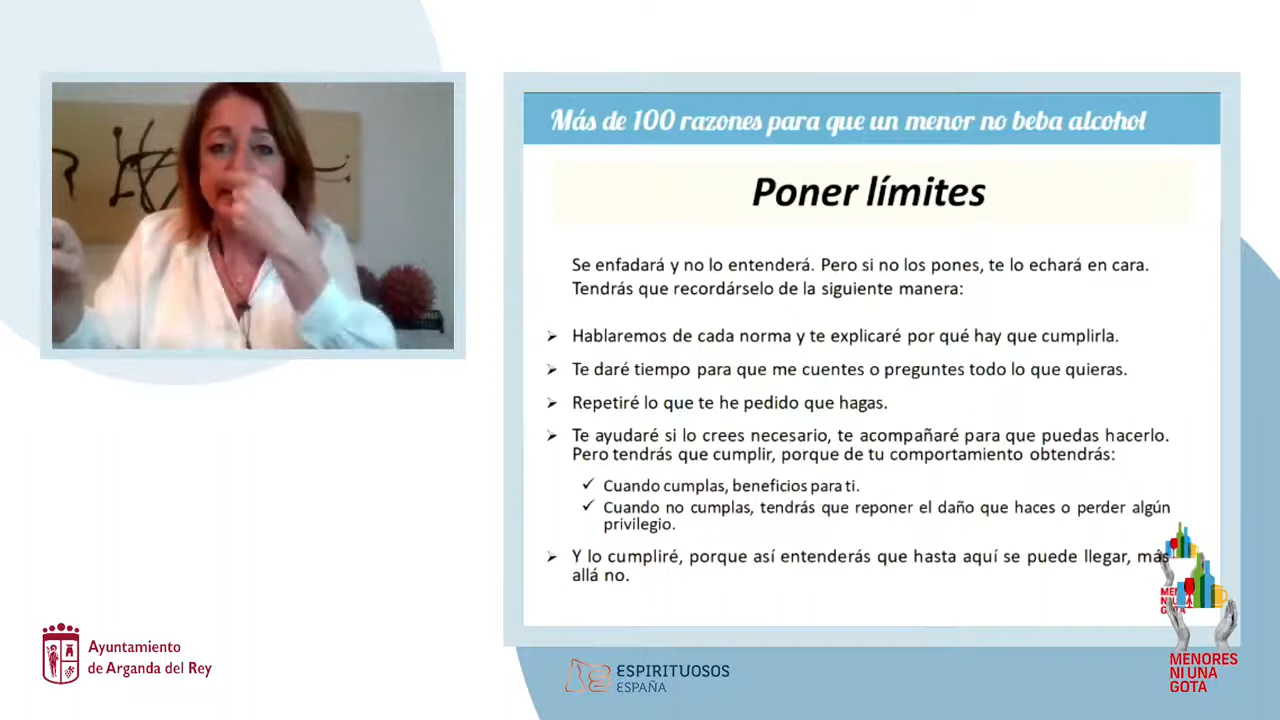 Más de 100 razones para que un menor no beba alcohol
Poner límites
Se enfadará y no lo entenderá. Pero si no los pones, te lo echará en cara.
Tendrás que recordárselo de la siguiente manera:
Hablaremos de cada norma y te explicaré por qué hay que cumplirla.
Te daré tiempo para que me cuentes o preguntes todo lo que quieras.
Repetiré lo que te he pedido que hagas.
Te ayudaré si lo crees necesario, te acompañaré para que puedas hacerlo.
Pero tendrás que cumplir, porque de tu comportamiento obtendrás:
Cuando cumplas, beneficios para ti.
Cuando no cumplas, tendrás que reponer el daño que haces o perder algún
privilegio.
Y lo cumpliré, porque así entenderás que hasta aquí se puede llegar, más
allá no.
Ayuntamiento
de Arganda del Rey
ESPIRITUOSOS
ESPAÑA
MENORES
NI UNA
GOTA